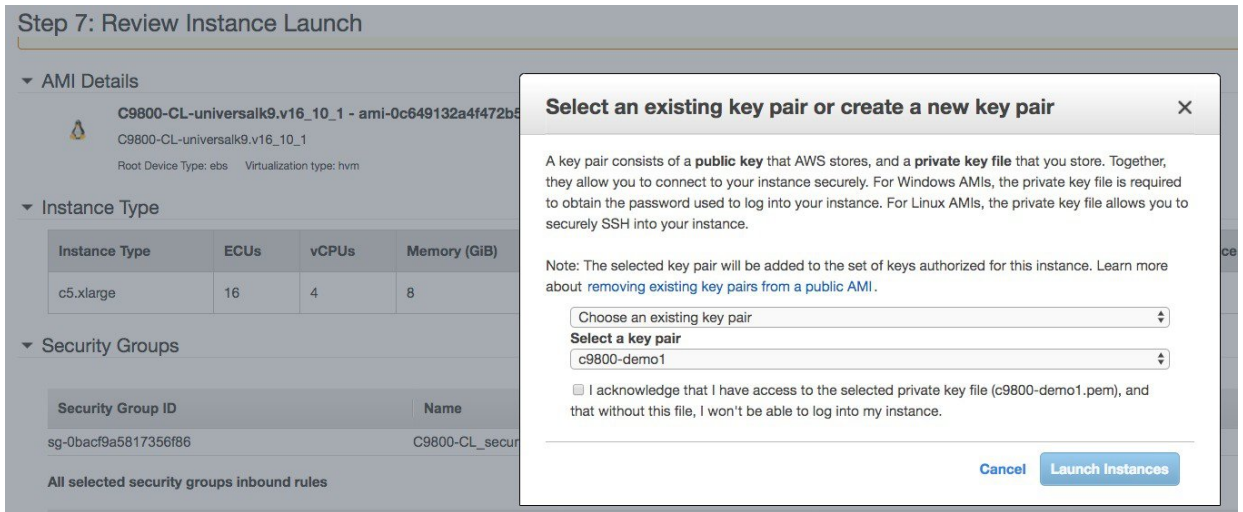 Step 7: Review Instance Launch
AMI Details
C9800-CL-universalk9.v16_10_1 - ami-0c649132a4f472b5
C9800-CL-universalk9.v16_10_1
Root Device Type: ebs Virtualization type: hvm
Instance Type
Instance Type ECUs vCPUs Memory (GiB)
c5.xlarge 16 4 8
Security Groups
Security Group ID Name
sg-0bacf9a5817356f86 C9800-CL_secur
All selected security groups inbound rules
Select an existing key pair or create a new key pair
A key pair consists of a public key that AWS stores, and a private key file that you store. Together,
they allow you to connect to your instance securely. For Windows AMIs, the private key file is required
to obtain the password used to log into your instance. For Linux AMIs, the private key file allows you to
securely SSH into your instance.
Note: The selected key pair will be added to the set of keys authorized for this instance. Learn more
about removing existing key pairs from a public AMI.
Choose an existing key pair
Select a key pair
c9800-demo1
I acknowledge that I have access to the selected private key file (c9800-demo1.pem), and
that without this file, I won't be able to log into my instance.
Cancel Launch Instances